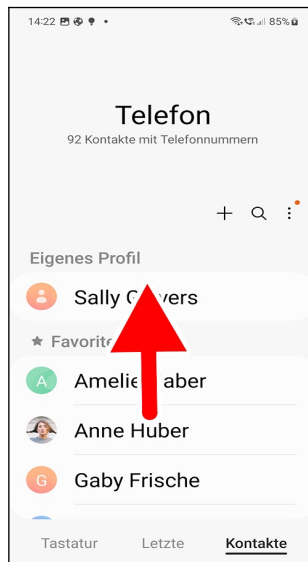 14:22 85%
Telefon
92 Kontakte mit Telefonnummern
Eigenes Profil
Sally
Favorite
A
Amelie
Anne Huber
G Gaby Frische
Tastatur Letzte Kontakte